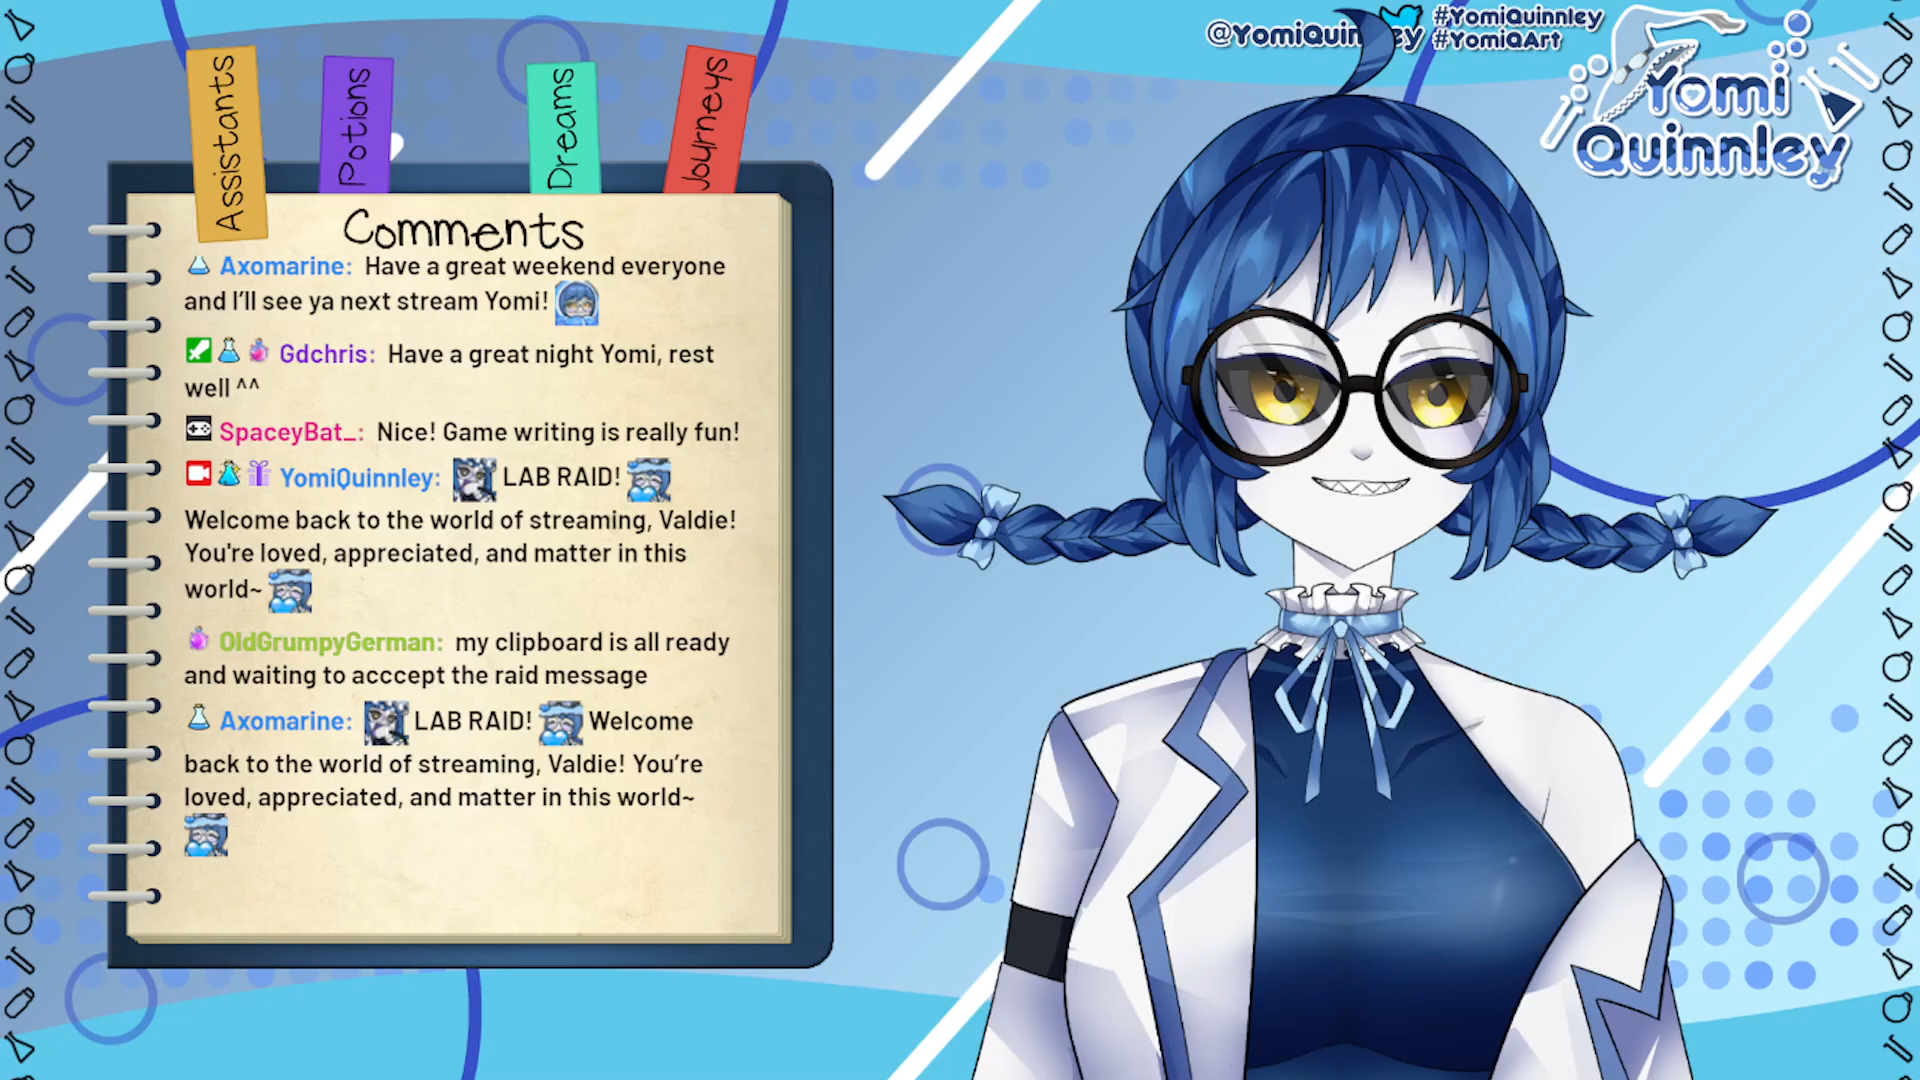 @YomiQuinnley
#YomiQuinnley
#YomiQArt
Yomi
Quinnley
Assistants
Potions
Dreams
Journeys
Comments
Axomarine: Have a great weekend everyone
and I’ll see ya next stream Yomi!
Gdchris: Have a great night Yomi, rest
well ^^
SpaceyBat_: Nice! Game writing is really fun!
YomiQuinnley: LAB RAID!
Welcome back to the world of streaming, Valdie!
You're loved, appreciated, and matter in this
world~
OldGrumpyGerman: my clipboard is all ready
and waiting to acccept the raid message
Axomarine: LAB RAID! Welcome
back to the world of streaming, Valdie! You’re
loved, appreciated, and matter in this world~